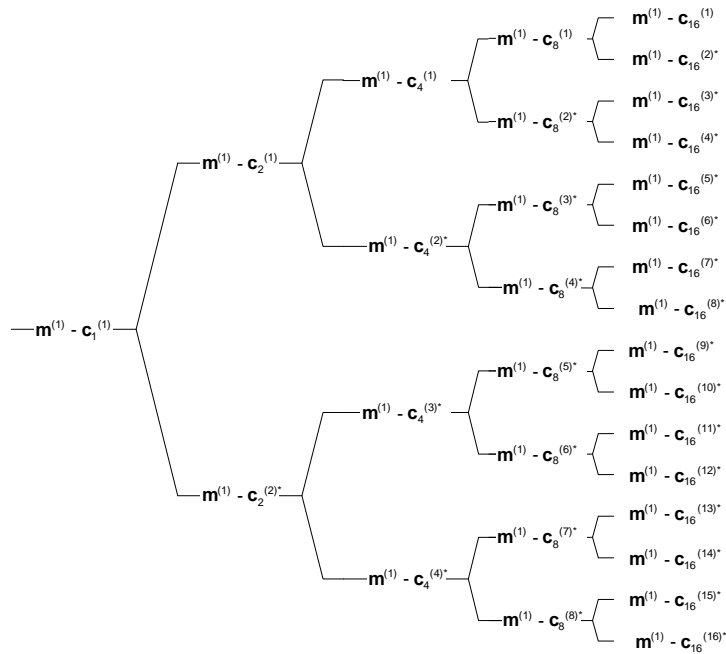 m(1) - c16(1)
m(1) - c8(1)
m(1) - c16(2)*
m(1) - c4(1)
m(1) - c16(3)*
m(1) - c8(2)*
m(1) - c16(4)*
m(1) - c2(1)
m(1) - c16(5)*
m(1) - c8(3)*
m(1) - c16(6)*
m(1) - c4(2)*
m(1) - c16(7)*
m(1) - c8(4)*
m(1) - c16(8)*
m(1) - c1(1)
m(1) - c16(9)*
m(1) - c8(5)*
m(1) - c16(10)*
m(1) - c4(3)*
m(1) - c16(11)*
m(1) - c8(6)*
m(1) - c16(12)*
m(1) - c2(2)*
m(1) - c16(13)*
m(1) - c8(7)*
m(1) - c16(14)*
m(1) - c4(4)*
m(1) - c16(15)*
m(1) - c8(8)*
m(1) - c16(16)*